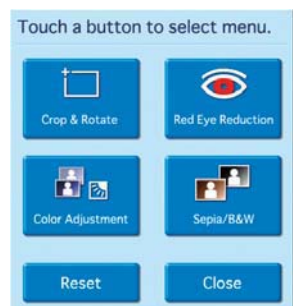 Touch a button to select menu.
Crop & Rotate
Red Eye Reduction
Color Adjustment
Sepia/B&W
Reset
Close